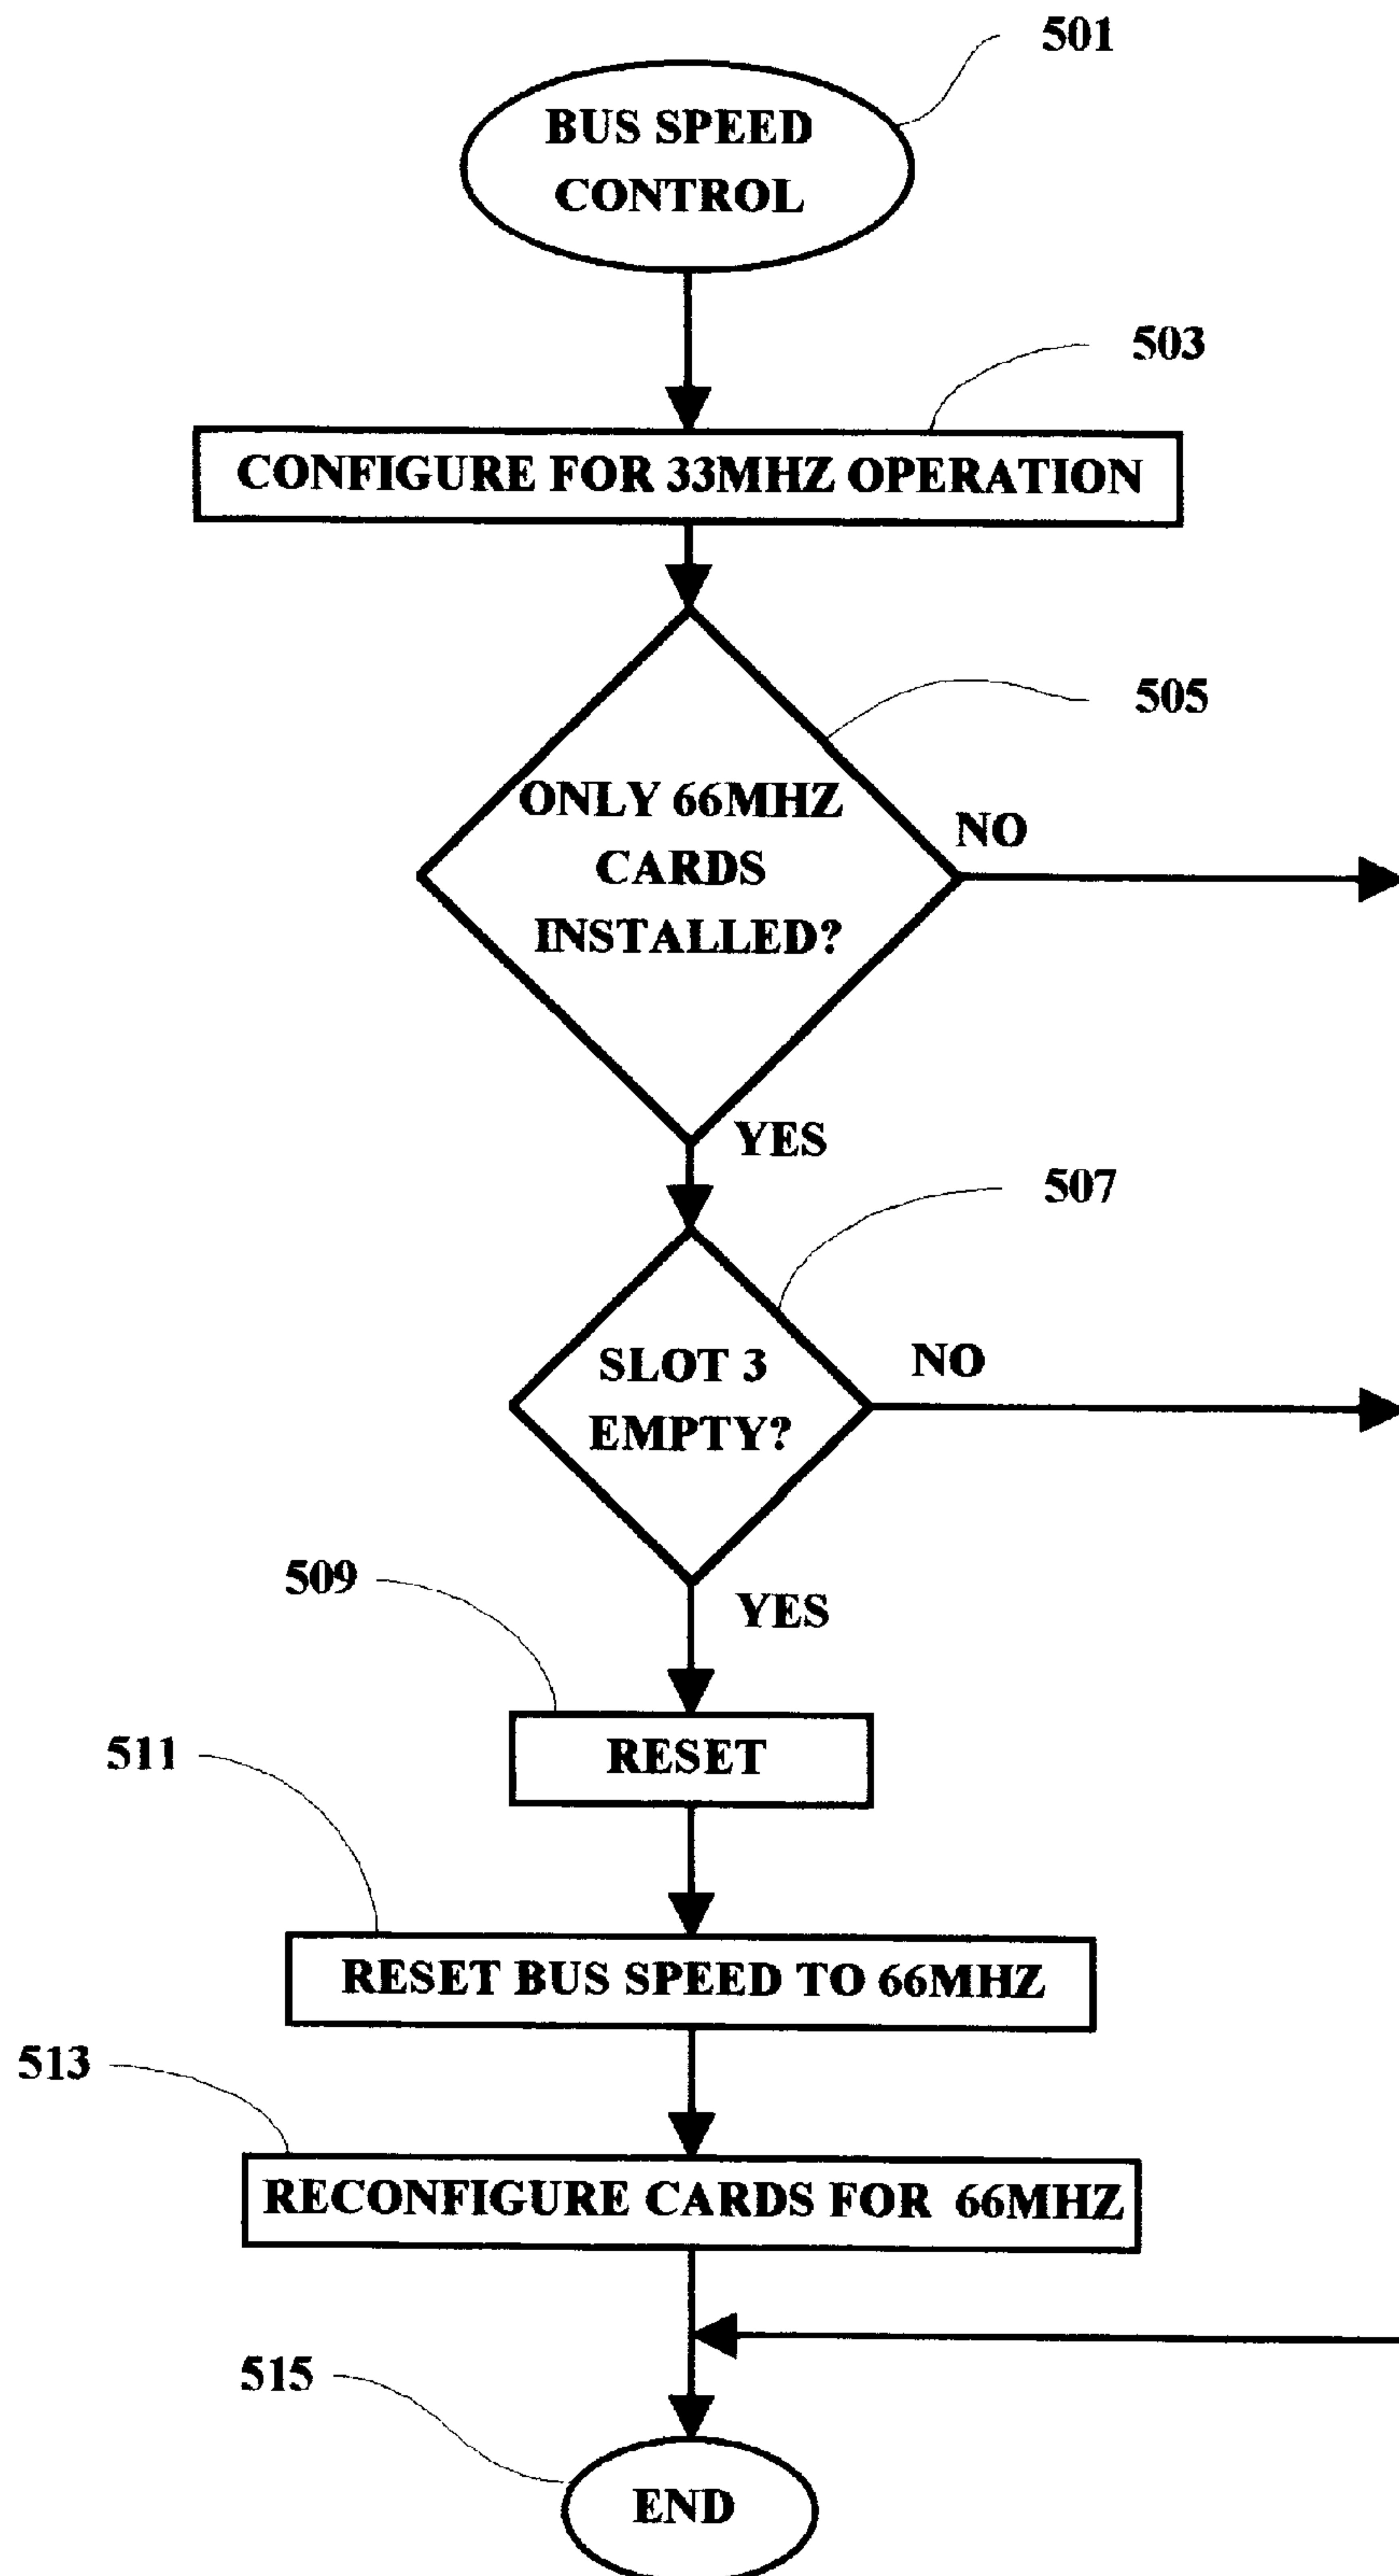 501
BUS SPEED
CONTROL
503
CONFIGURE FOR 33MHZ OPERATION
505
ONLY 66MHZ
CARDS
INSTALLED?
NO
YES
507
SLOT 3
EMPTY?
NO
509
YES
RESET
511
RESET BUS SPEED TO 66MHZ
513
RECONFIGURE CARDS FOR 66MHZ
515
END